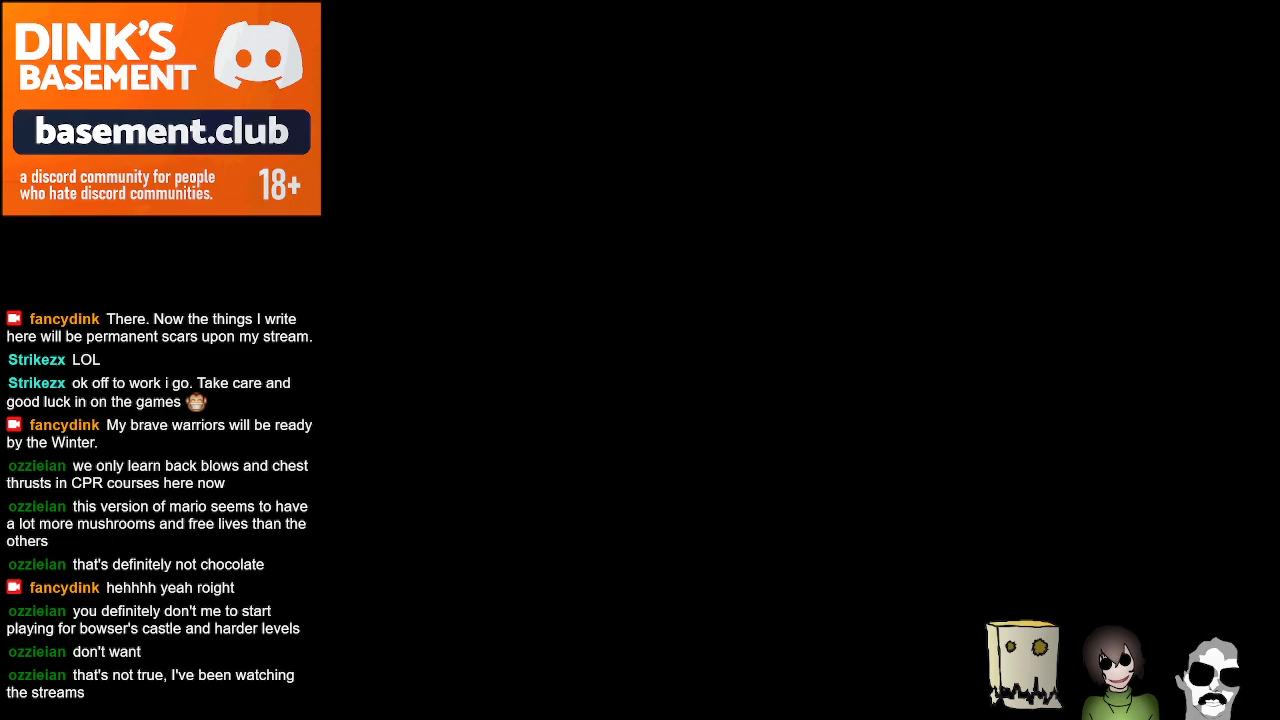 DINK'S
BASEMENT
basement.club
a discord community for people
who hate discord communities.
18+
fancydink There. Now the things I write
here will be permanent scars upon my stream.
Strikezx LOL
Strikezx ok off to work i go. Take care and
good luck in on the games
fancydink My brave warriors will be ready
by the Winter.
ozzieian we only learn back blows and chest
thrusts in CPR courses here now
ozzieian this version of mario seems to have
a lot more mushrooms and free lives than the
others
ozzieian that's definitely not chocolate
fancydink hehhhh yeah roight
ozzieian you definitely don't me to start
playing for bowser's castle and harder levels
ozzieian don't want
ozzieian that's not true, I've been watching
the streams